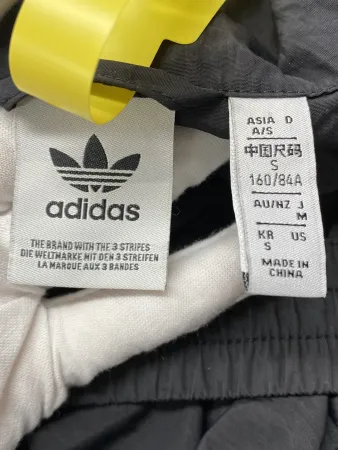 adidas
THE BRAND WITH THE 3 STRIPES
DIE WELTMARKE MIT DEN 3 STREIFEN
LA MARQUE AUX 3 BANDES
ASIA D
A/S
中国尺码
S
160/84A
AU/NZ J
M
KR US
S
MADE IN
CHINA